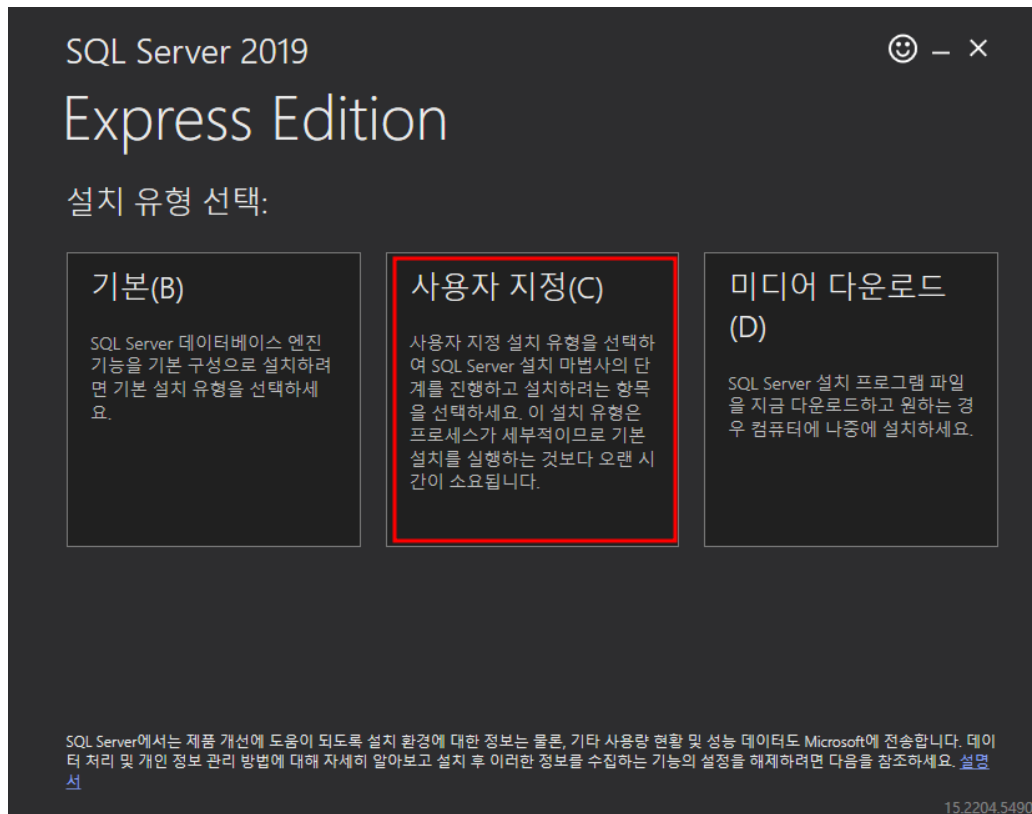 SQL Server 2019
Express Edition
설치 유형 선택:
기본(B)
SQL Server 데이터베이스 엔진
기능을 기본 구성으로 설치하려
면 기본 설치 유형을 선택하세
요.
사용자 지정(C)
사용자 지정 설치 유형을 선택하
여 SQL Server 설치 마법사의 단
계를 진행하고 설치하려는 항목
을 선택하세요. 이 설치 유형은
프로세스가 세부적이므로 기본
설치를 실행하는 것보다 오랜 시
간이 소요됩니다.
미디어 다운로드
(D)
SQL Server 설치 프로그램 파일
을 지금 다운로드하고 원하는 경
우 컴퓨터에 나중에 설치하세요.
SQL Server에서는 제품 개선에 도움이 되도록 설치 환경에 대한 정보는 물론, 기타 사용량 현황 및 성능 데이터도 Microsoft에 전송합니다. 데이
터 처리 및 개인 정보 관리 방법에 대해 자세히 알아보고 설치 후 이러한 정보를 수집하는 기능의 설정을 해제하려면 다음을 참조하세요. 설명
서
15.2204.5490